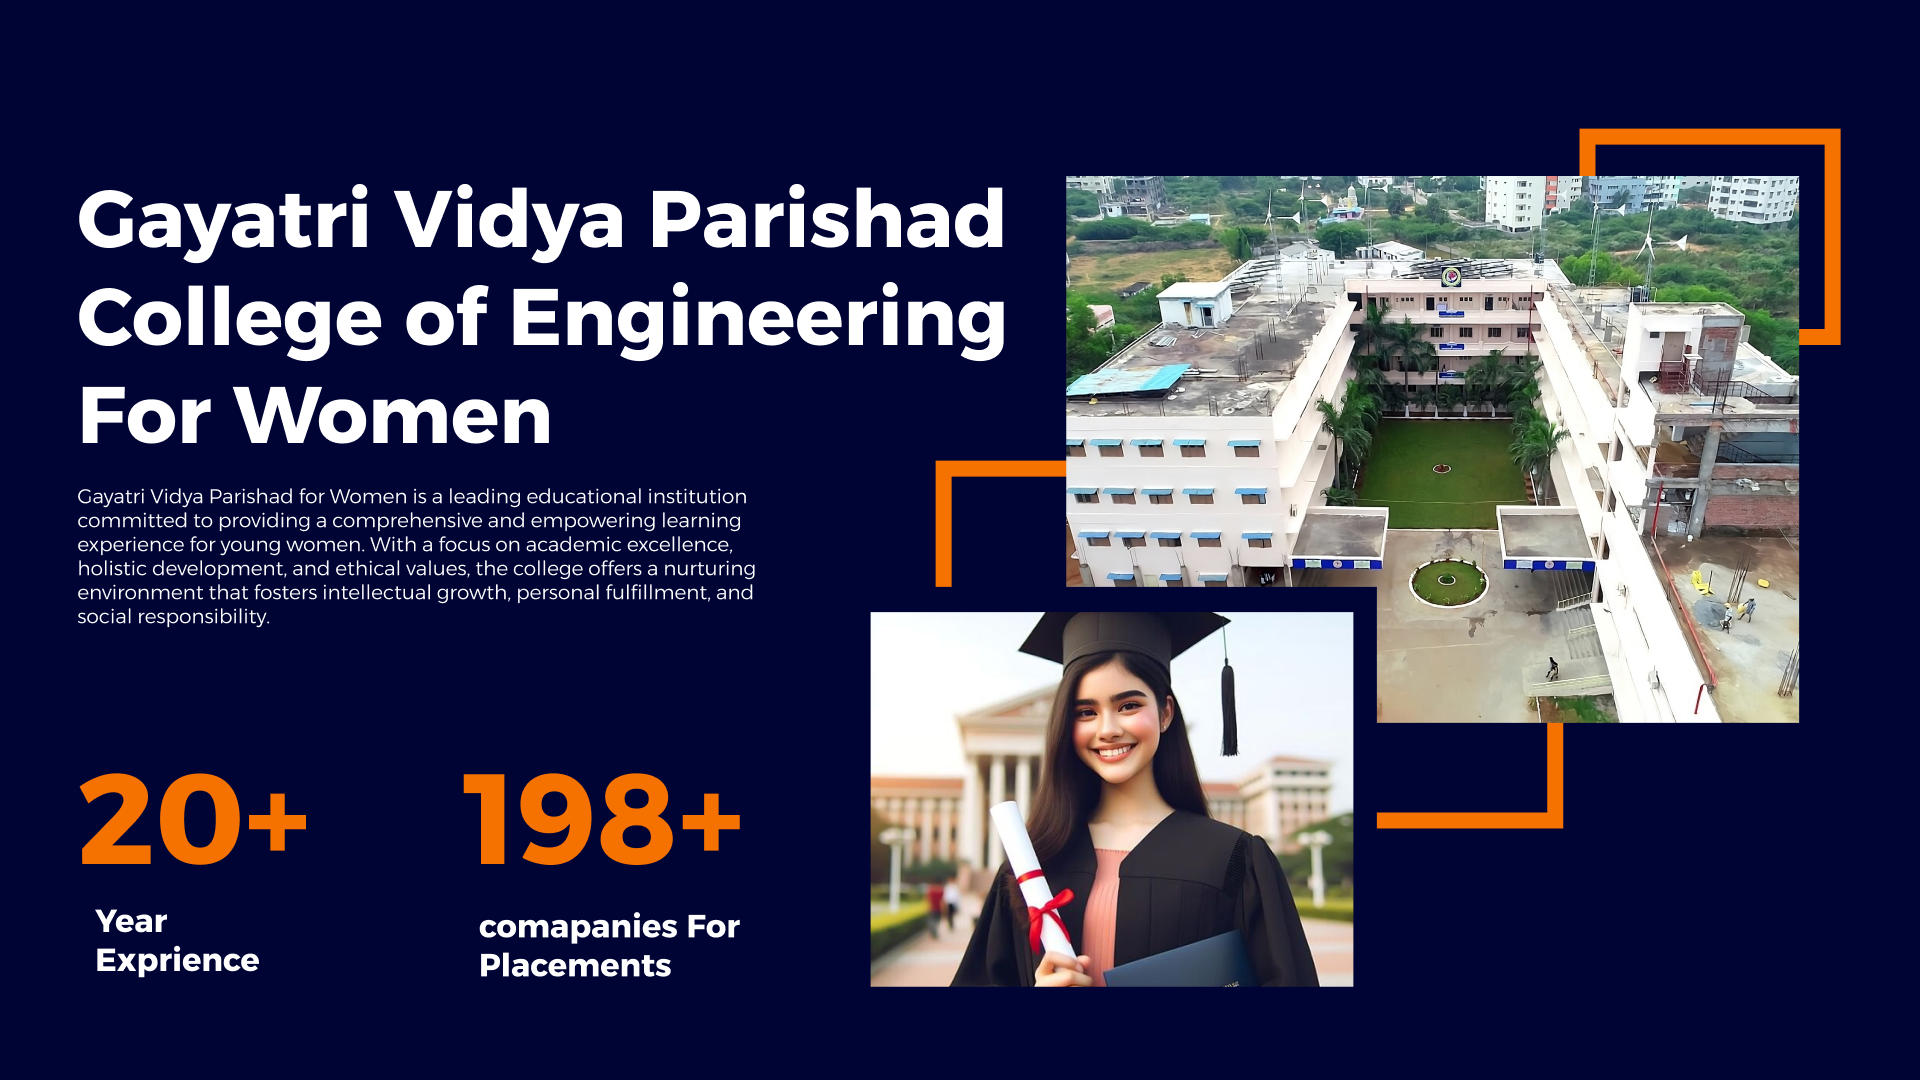 Gayatri Vidya Parishad
College of Engineering
For Women
Gayatri Vidya Parishad for Women is a leading educational institution
committed to providing a comprehensive and empowering learning
experience for young women. With a focus on academic excellence,
holistic development, and ethical values, the college offers a nurturing
environment that fosters intellectual growth, personal fulfillment, and
social responsibility.
20+
Year
Exprience
198+
comapanies For
Placements